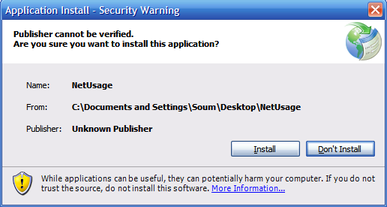 Application Install - Security Warning
Publisher cannot be verified.
Are you sure you want to install this application?
Name: NetUsage
From: C:\Documents and Settings\Soum\Desktop\NetUsage
Publisher: Unknown Publisher
Install Don't Install
While applications can be useful, they can potentially harm your computer. If you do not
trust the source, do not install this software. More Information...